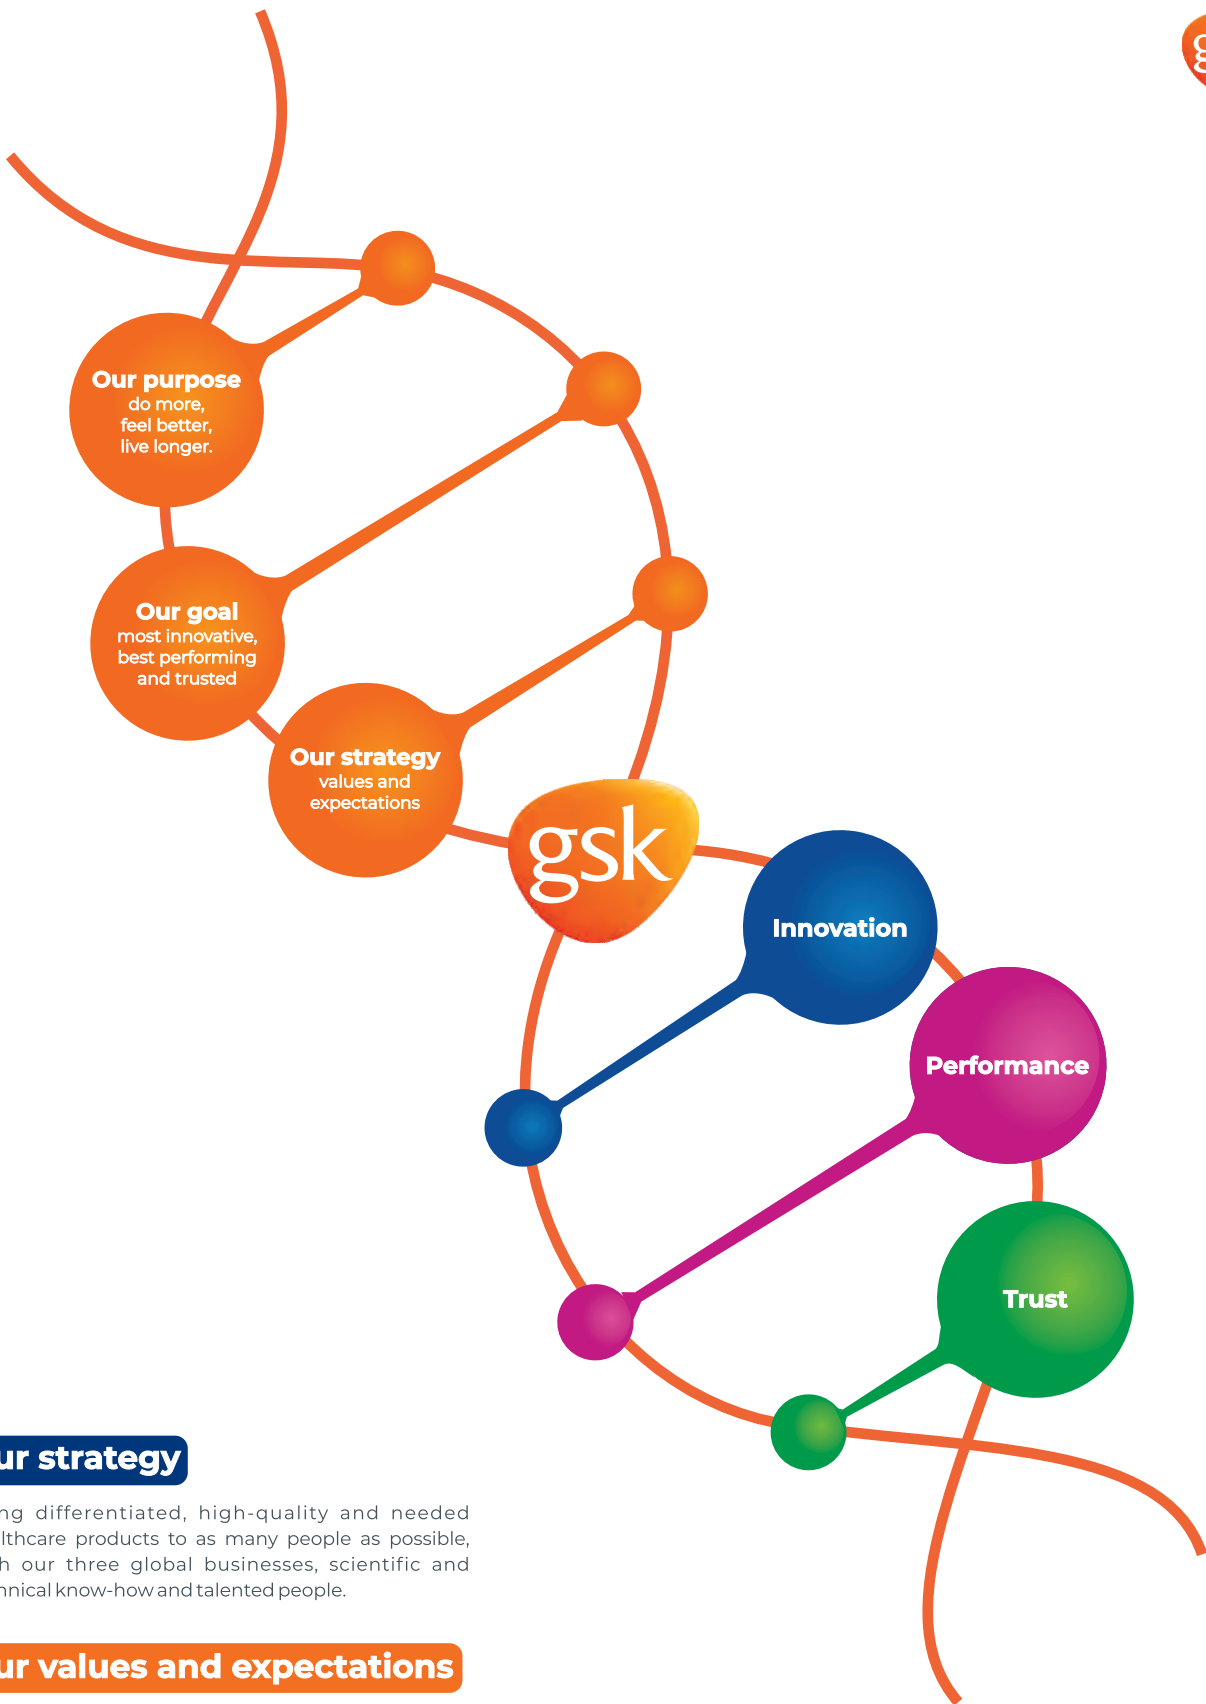 g
Our purpose
do more,
feel better,
live longer.
Our goal
most innovative,
best performing
and trusted
Our strategy
values and
expectations
gsk
Innovation
Performance
Trust
ur strategy
ng differentiated, high-quality and needed
lthcare products to as many people as possible,
h our three global businesses, scientific and
hnical know-how and talented people.
ur values and expectations